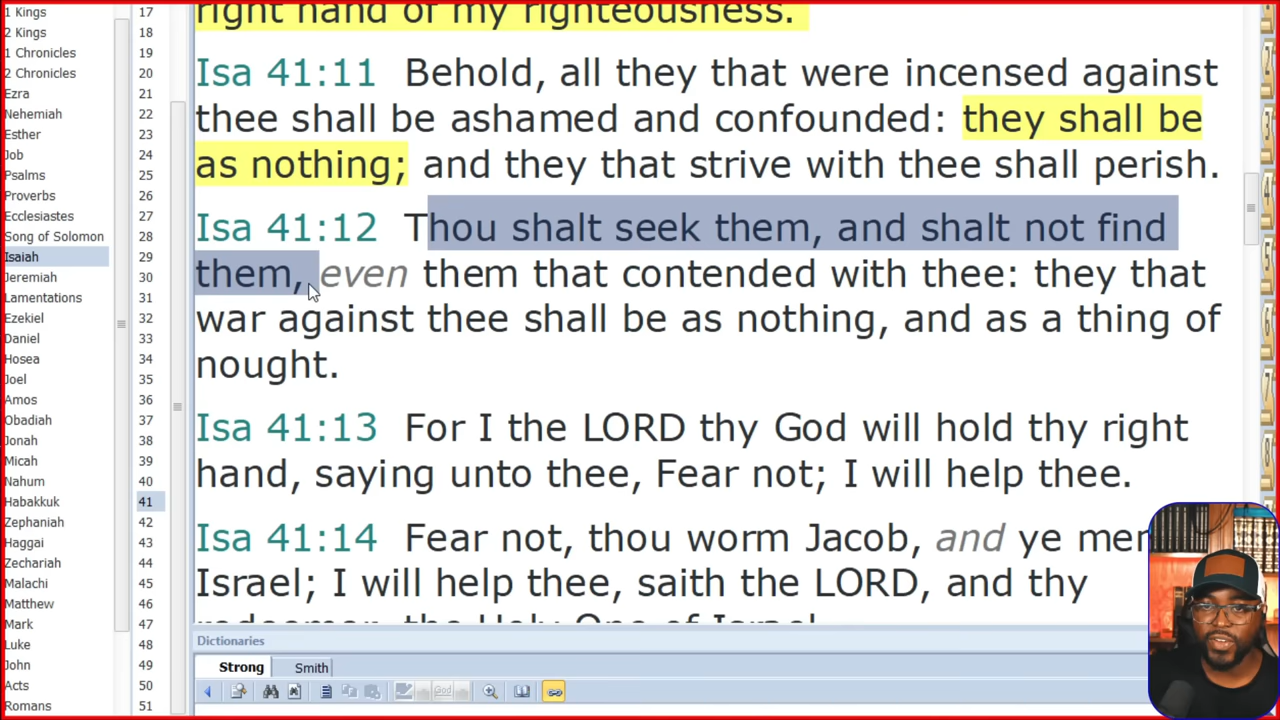 1 Kings
2 Kings
1 Chronicles
2 Chronicles
Ezra
Nehemiah
Esther
Job
Psalms
Proverbs
Ecclesiastes
Song of Solomon
Isaiah
Jeremiah
Lamentations
Ezekiel
Daniel
Hosea
Joel
Amos
Obadiah
Jonah
Micah
Nahum
Habakkuk
Zephaniah
Haggai
Zechariah
Malachi
Matthew
Mark
Luke
John
Acts
Romans
17
18
19
20
21
22
23
24
25
26
27
28
29
30
31
32
33
34
35
36
37
38
39
40
41
42
43
44
45
46
47
48
49
50
51
right hand of my righteousness.
Isa 41:11 Behold, all they that were incensed against
thee shall be ashamed and confounded: they shall be
as nothing; and they that strive with thee shall perish.
Isa 41:12 Thou shalt seek them, and shalt not find
them, even them that contended with thee: they that
war against thee shall be as nothing, and as a thing of
nought.
Isa 41:13 For I the LORD thy God will hold thy right
hand, saying unto thee, Fear not; I will help thee.
Isa 41:14 Fear not, thou worm Jacob, and ye
Israel; I will help thee, saith the LORD, and thy
redeemer, the Holy One of Israel
Dictionaries
Strong Smith
God